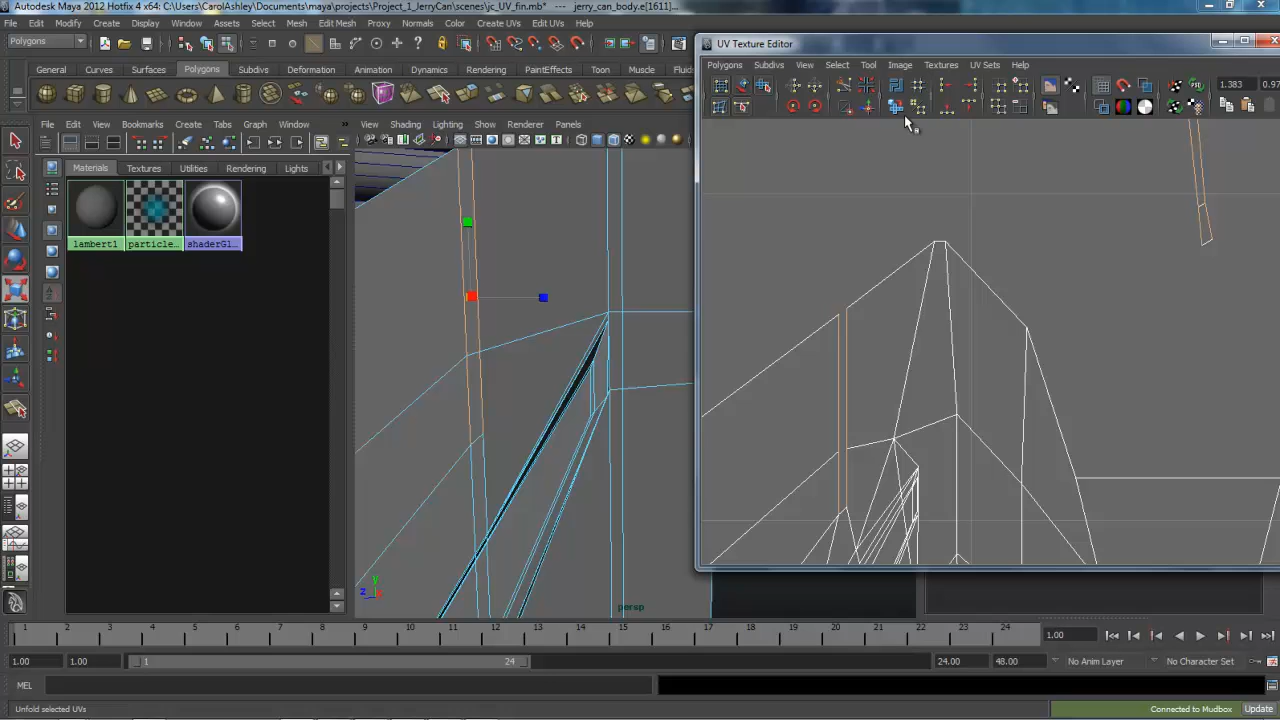 Autodesk Maya 2012 Hotfix 4 x64: C:\Users\CarolAshley\Documents\maya\projects\Project_1_JerryCan\scenes\jc_UV_fin.mb* --- jerry_can_body.e[1611]...
File Edit Modify Create Display Window Assets Select Mesh Edit Mesh Proxy Normals Color Create UVs Edit UVs Help
Polygons
UV Texture Editor
General Curves Surfaces Polygons Subdivs Deformation Animation Dynamics Rendering PaintEffects Toon Muscle Fluids
Polygons Subdivs View Select Tool Image Textures UV Sets Help
1.383 0.97
File Edit View Bookmarks Create Tabs Graph Window
View Shading Lighting Show Renderer Panels
Materials Textures Utilities Rendering Lights
lambert1 particle... shaderGl...
y
z
persp
1 2 3 4 5 6 7 8 9 10 11 12 13 14 15 16 17 18 19 20 21 22 23 24
1.00
1.00 1.00 1 24 24.00 48.00 No Anim Layer No Character Set
MEL
Unfold selected UVs
Connected to Mudbox Update